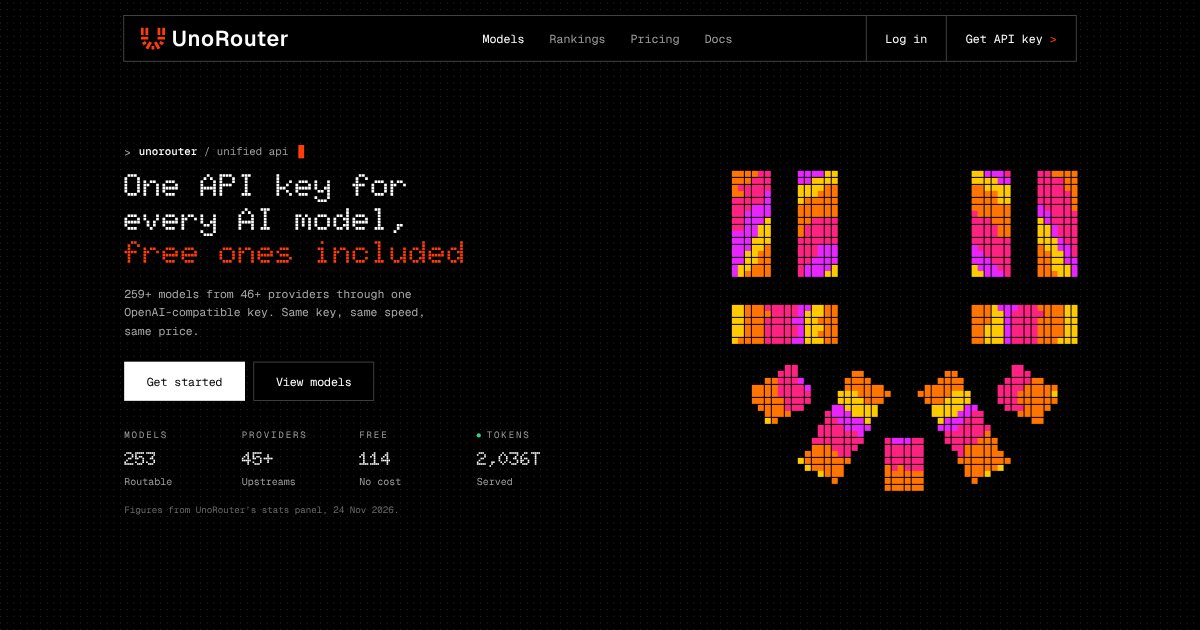 UnoRouter
Models Rankings Pricing Docs
Log in
Get API key >
> unorouter / unified api
One API key for
every AI model,
free ones included
259+ models from 46+ providers through one
OpenAI-compatible key. Same key, same speed,
same price.
Get started
View models
MODELS PROVIDERS FREE TOKENS
253 45+ 114 2,036T
Routable Upstreams No cost Served
Figures from UnoRouter's stats panel, 24 Nov 2026.